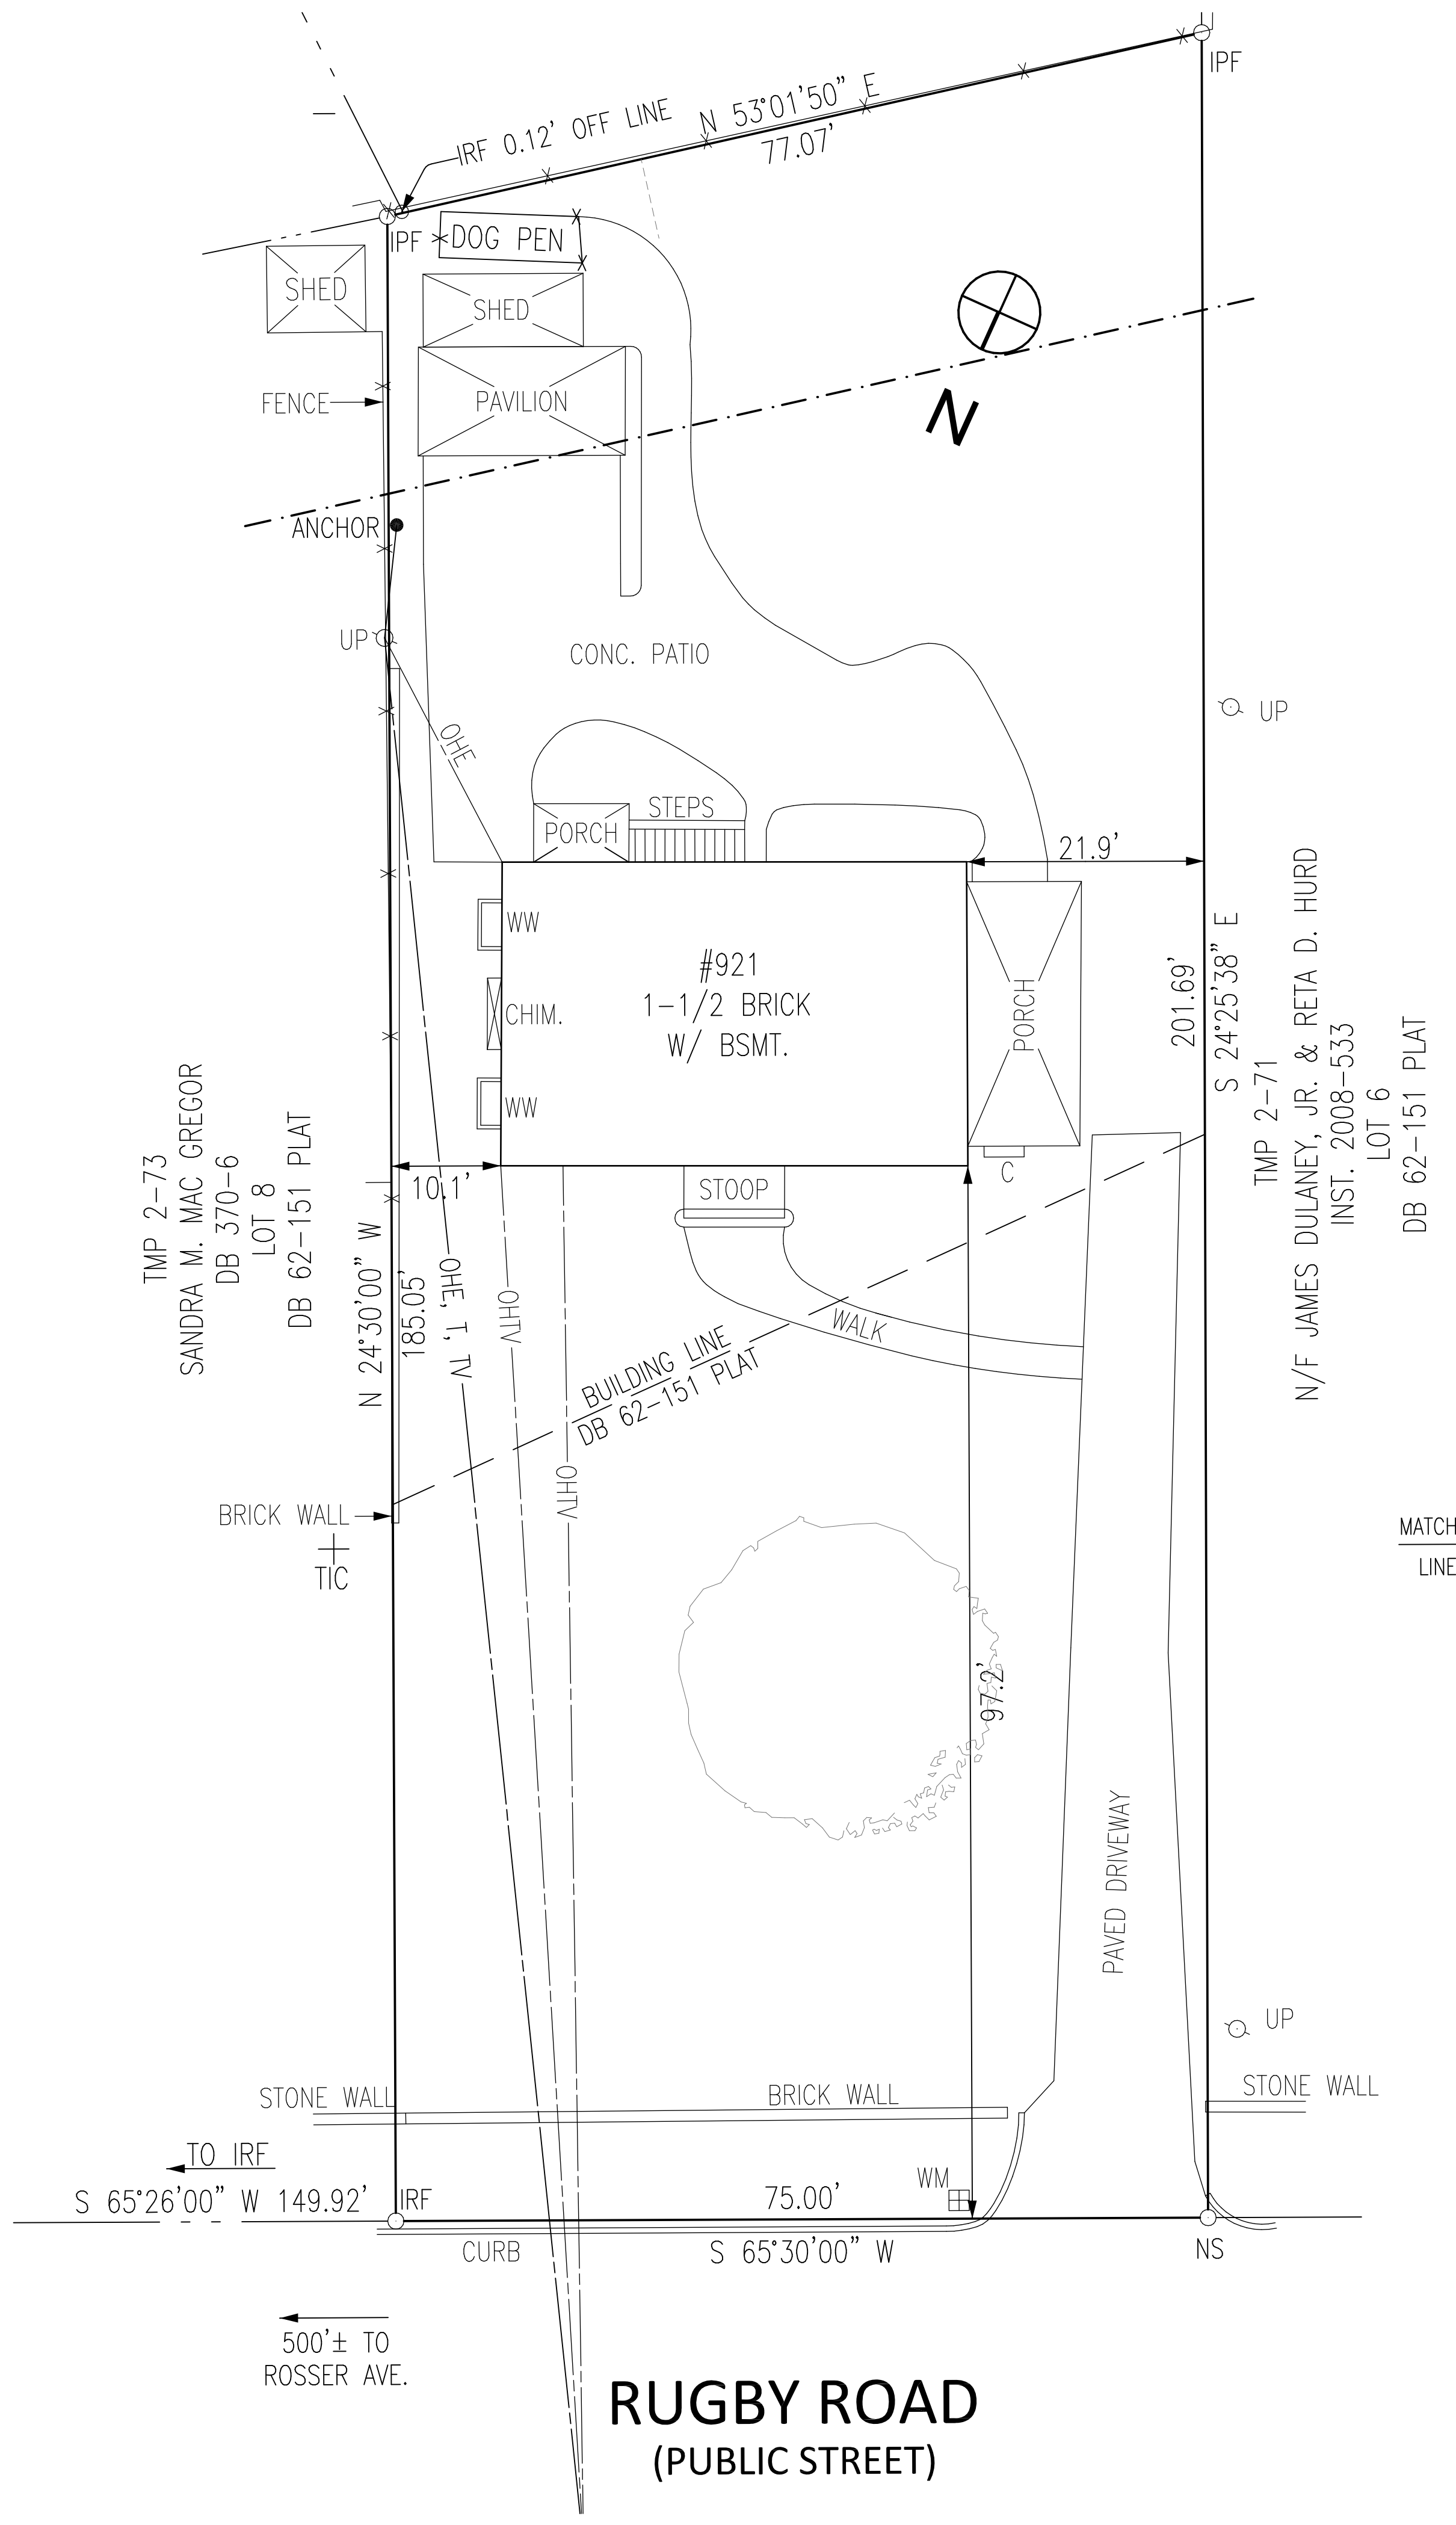 IPF
IRF 0.12' OFF LINE
N 53°01'50" E
77.07'
IPF
DOG PEN
SHED
SHED
FENCE
PAVILION
N
ANCHOR
UP
CONC. PATIO
UP
OHE
STEPS
PORCH
21.9'
WW
#921
1-1/2 BRICK
W/ BSMT.
CHIM.
WW
PORCH
C
201.69'
S 24°25'38" E
TMP 2-71
N/F JAMES DULANEY, JR. & RETA D. HURD
INST. 2008-533
LOT 6
DB 62-151 PLAT
TMP 2-73
SANDRA M. MAC GREGOR
DB 370-6
LOT 8
DB 62-151 PLAT
N 24°30'00" W
185.05'
10.1'
STOOP
OHE, T, TV
OHTV
OHTV
WALK
BUILDING LINE
DB 62-151 PLAT
BRICK WALL
TIC
MATCH
LINE
97.2'
PAVED DRIVEWAY
UP
STONE WALL
BRICK WALL
STONE WALL
TO IRF
S 65°26'00" W 149.92'
IRF
75.00'
WM
CURB
S 65°30'00" W
NS
500'± TO
ROSSER AVE.
RUGBY ROAD
(PUBLIC STREET)